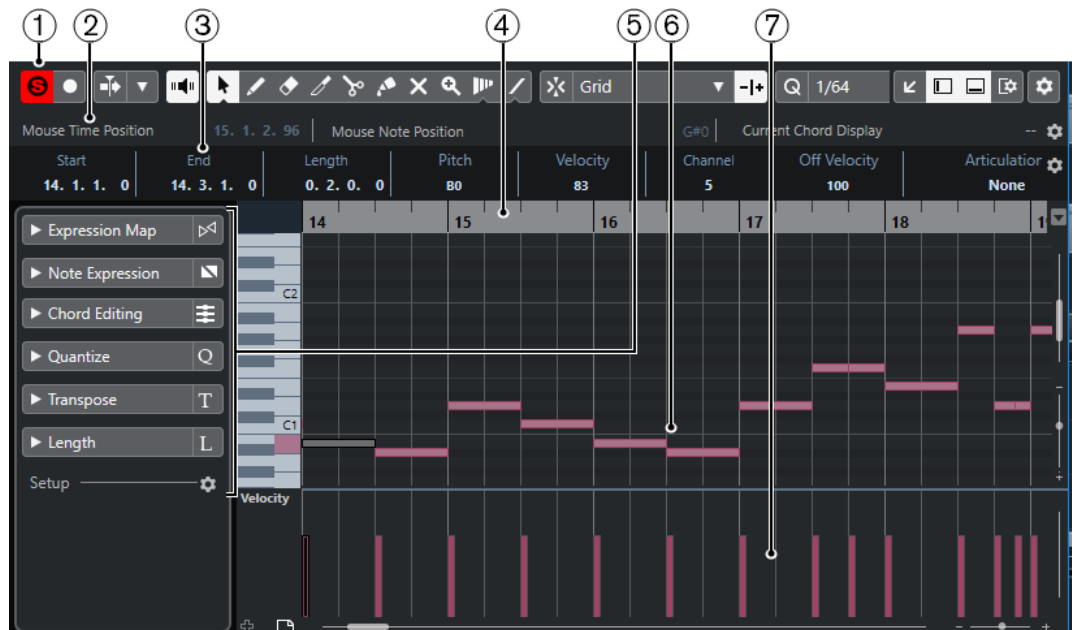 1 2 3 4 5 6 7
S Grid Q 1/64
Mouse Time Position 15. 1. 2. 96 Mouse Note Position G#0 Current Chord Display --
Start End Length Pitch Velocity Channel Off Velocity Articulation
14. 1. 1. 0 14. 3. 1. 0 0. 2. 0. 0 B0 83 5 100 None
14 15 16 17 18 19
Expression Map
Note Expression
C2
Chord Editing
Quantize Q
Transpose T
C1
Length L
Setup
Velocity